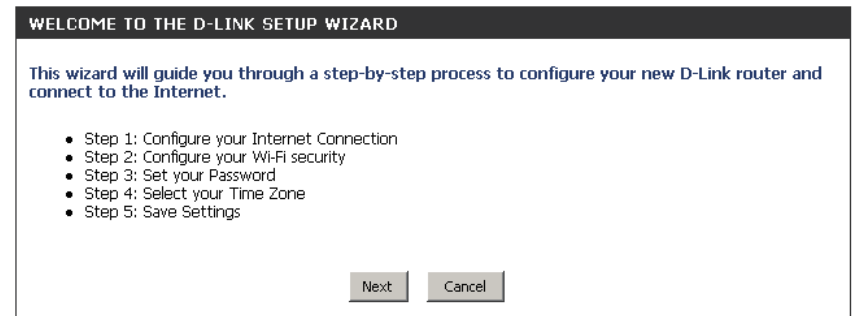 WELCOME TO THE D-LINK SETUP WIZARD
This wizard will guide you through a step-by-step process to configure your new D-Link router and
connect to the Internet.
• Step 1: Configure your Internet Connection
• Step 2: Configure your Wi-Fi security
• Step 3: Set your Password
• Step 4: Select your Time Zone
• Step 5: Save Settings
Next Cancel